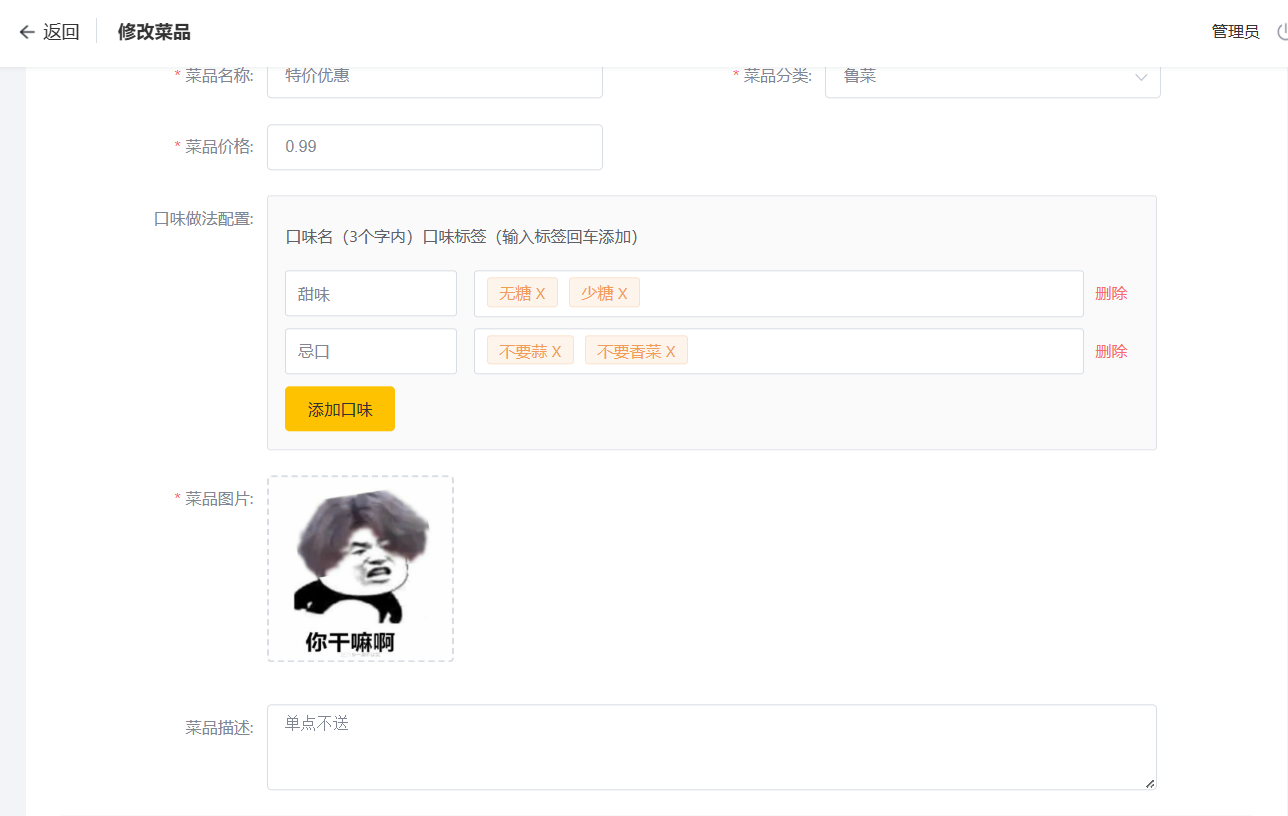 返回 修改菜品 管理员
* 菜品名称: 特价优惠 * 菜品分类: 鲁菜
* 菜品价格: 0.99
口味做法配置:
口味名（3个字内）口味标签（输入标签回车添加）
甜味 无糖 X 少糖 X 删除
忌口 不要蒜 X 不要香菜 X 删除
添加口味
* 菜品图片:
你干嘛啊
菜品描述: 单点不送